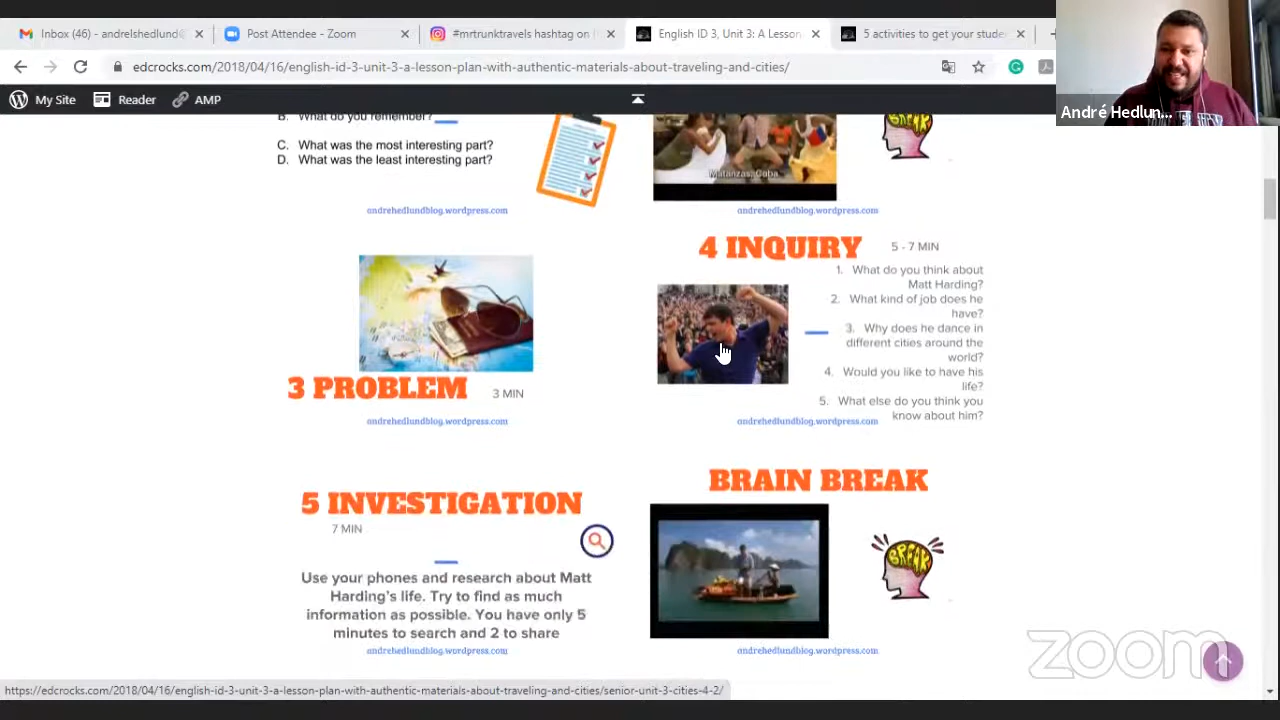 Inbox (46) - andrelshedlund@
Post Attendee - Zoom
#mrtrunktravels hashtag on I
English ID 3, Unit 3: A Lesson
5 activities to get your stude
edcrocks.com/2018/04/16/english-id-3-unit-3-a-lesson-plan-with-authentic-materials-about-traveling-and-cities/
My Site
Reader
AMP
André Hedlun...
B. What do you remember?
C. What was the most interesting part?
D. What was the least interesting part?
andrehedlundblog.wordpress.com
Matanzas, Cuba
BREAK
andrehedlundblog.wordpress.com
3 PROBLEM
3 MIN
andrehedlundblog.wordpress.com
4 INQUIRY
5 - 7 MIN
1. What do you think about
Matt Harding?
2. What kind of job does he
have?
3. Why does he dance in
different cities around the
world?
4. Would you like to have his
life?
5. What else do you think you
know about him?
andrehedlundblog.wordpress.com
5 INVESTIGATION
7 MIN
Use your phones and research about Matt
Harding's life. Try to find as much
information as possible. You have only 5
minutes to search and 2 to share
andrehedlundblog.wordpress.com
BRAIN BREAK
BREAK
andrehedlundblog.wordpress.com
zoom
https://edcrocks.com/2018/04/16/english-id-3-unit-3-a-lesson-plan-with-authentic-materials-about-traveling-and-cities/senior-unit-3-cities-4-2/